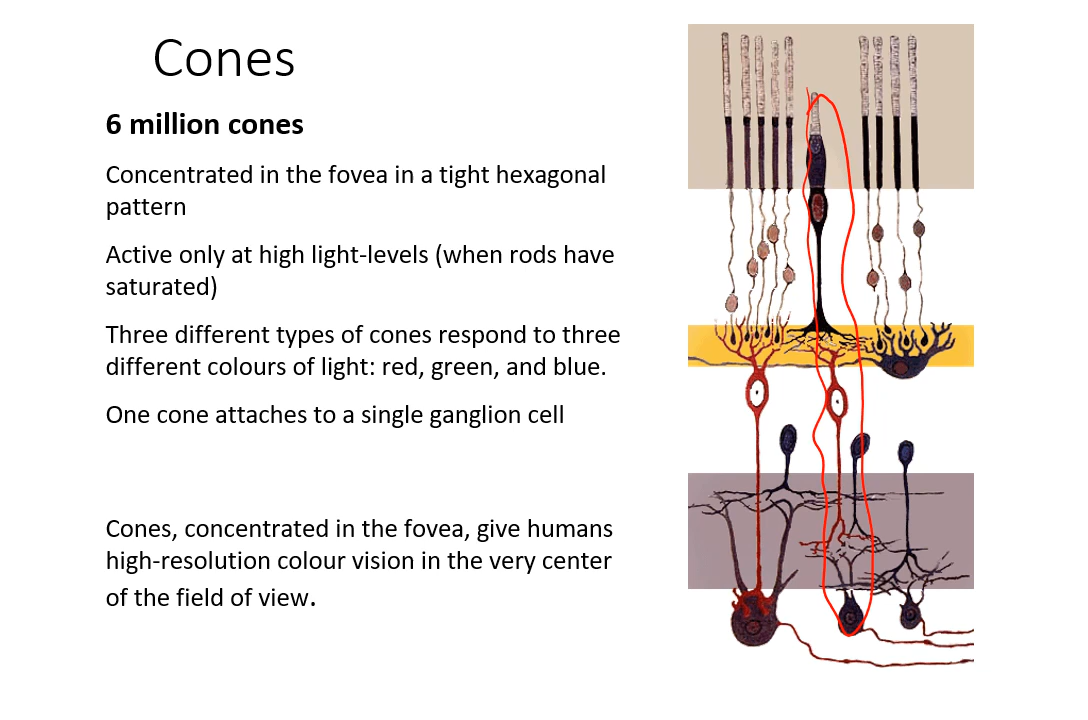 Cones
6 million cones
Concentrated in the fovea in a tight hexagonal
pattern
Active only at high light-levels (when rods have
saturated)
Three different types of cones respond to three
different colours of light: red, green, and blue.
One cone attaches to a single ganglion cell
Cones, concentrated in the fovea, give humans
high-resolution colour vision in the very center
of the field of view.